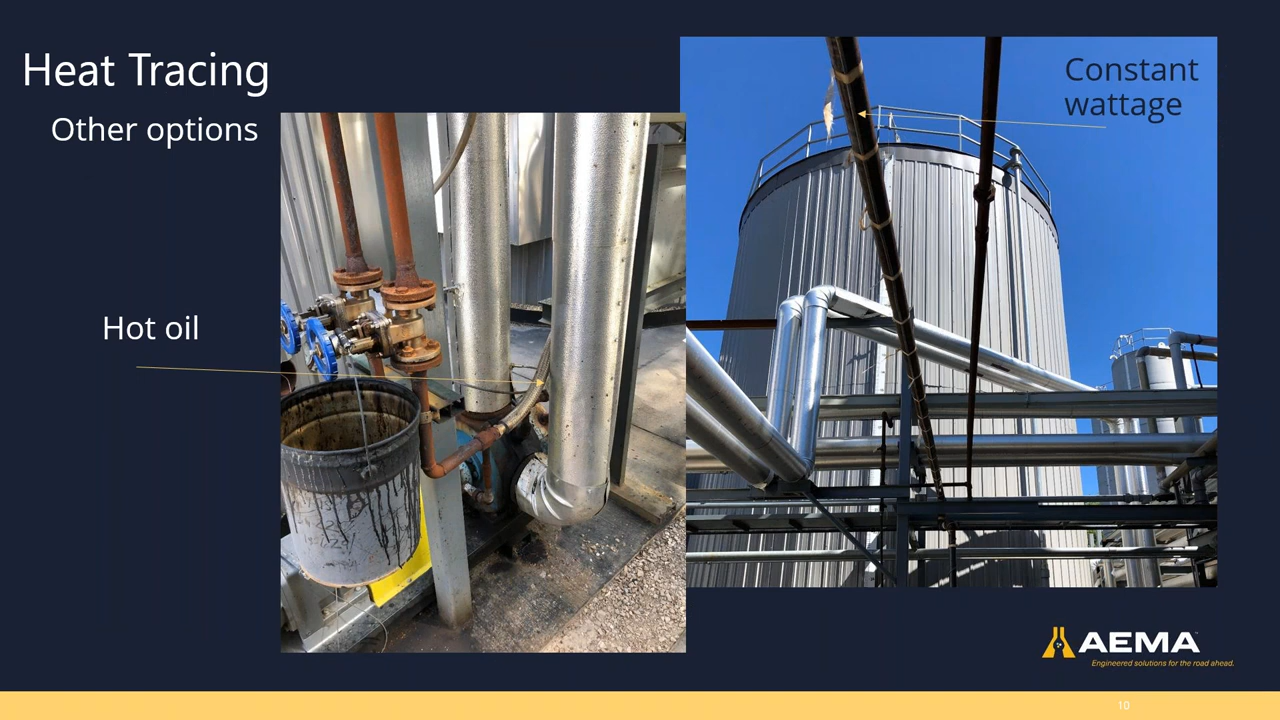 Heat Tracing
Other options
Hot oil
Constant
wattage
AEMA
Engineered solutions for the road ahead.
10